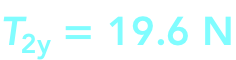 T₂y = 19.6 N